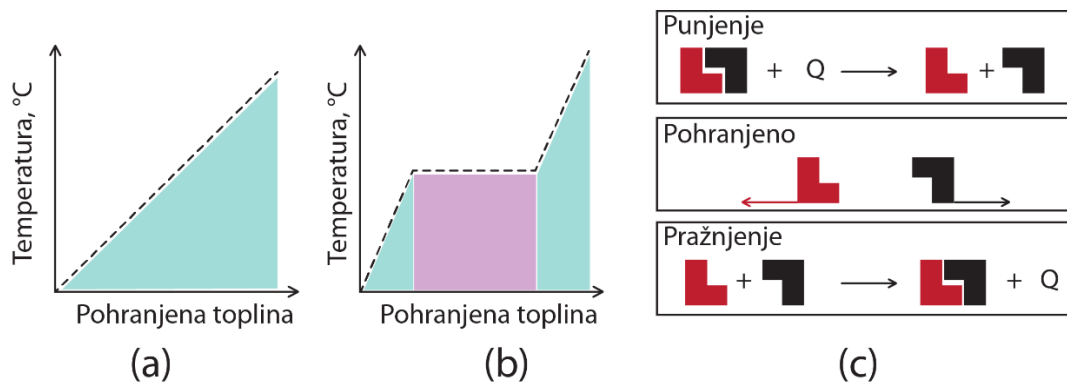 Temperatura, °C
Pohranjena toplina
(a)
Temperatura, °C
Pohranjena toplina
(b)
Punjenje
+ Q +
Pohranjeno
Pražnjenje
+ + Q
(c)